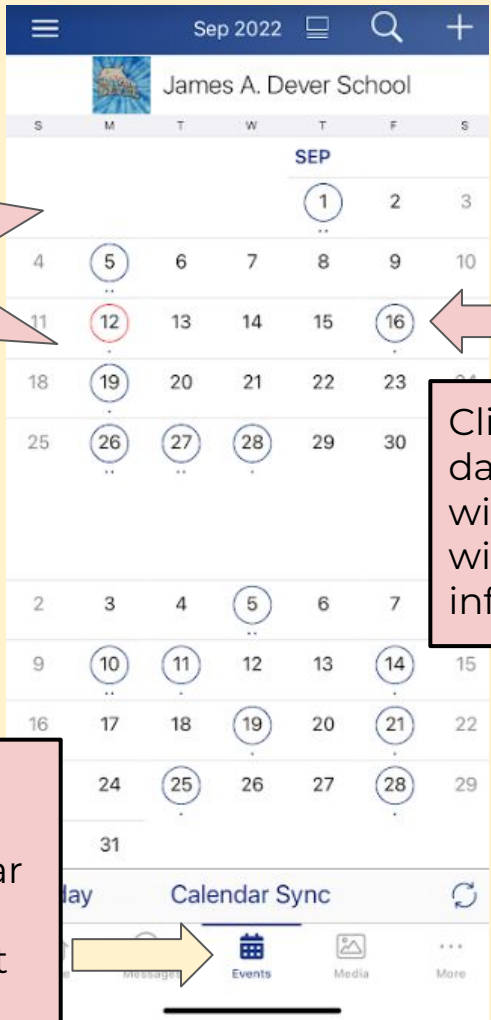 Sep 2022
James A. Dever School
S M T W T F S
SEP
1 2 3
4 5 6 7 8 9 10
11 12 13 14 15 16
18 19 20 21 22 23
25 26 27 28 29 30
2 3 4 5 6 7
9 10 11 12 13 14 15
16 17 18 19 20 21 22
24 25 26 27 28 29
31
Calendar Sync
Messages Events Media More